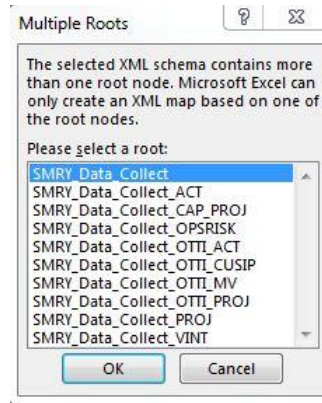 Multiple Roots
?
The selected XML schema contains more
than one root node. Microsoft Excel can
only create an XML map based on one of
the root nodes.
Please select a root:
SMRY_Data_Collect
SMRY_Data_Collect_ACT
SMRY_Data_Collect_CAP_PROJ
SMRY_Data_Collect_OPSRISK
SMRY_Data_Collect_OTTI_ACT
SMRY_Data_Collect_OTTI_CUSIP
SMRY_Data_Collect_OTTI_MV
SMRY_Data_Collect_OTTI_PROJ
SMRY_Data_Collect_PROJ
SMRY_Data_Collect_VINT
OK Cancel